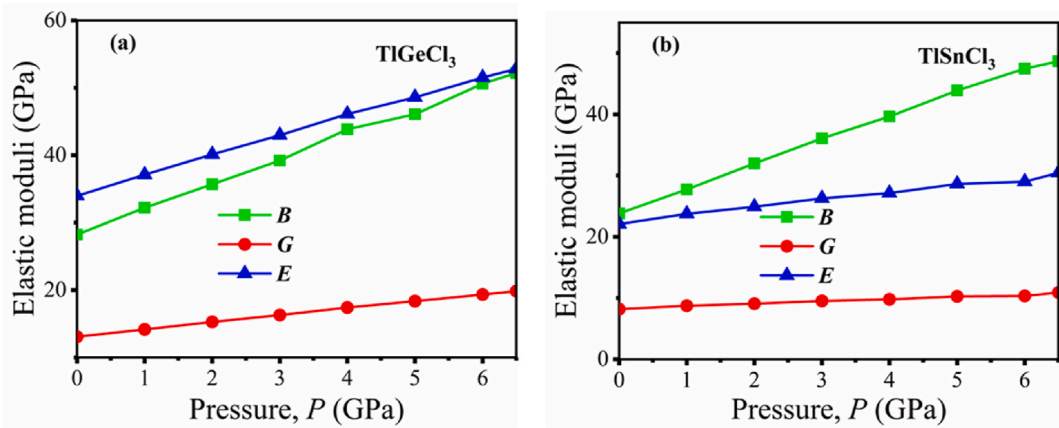 (a)
TlGeCl₃
Elastic moduli (GPa)
60
40
20
B
G
E
0 1 2 3 4 5 6
Pressure, P (GPa)
(b)
TlSnCl₃
Elastic moduli (GPa)
40
20
0
B
G
E
0 1 2 3 4 5 6
Pressure, P (GPa)